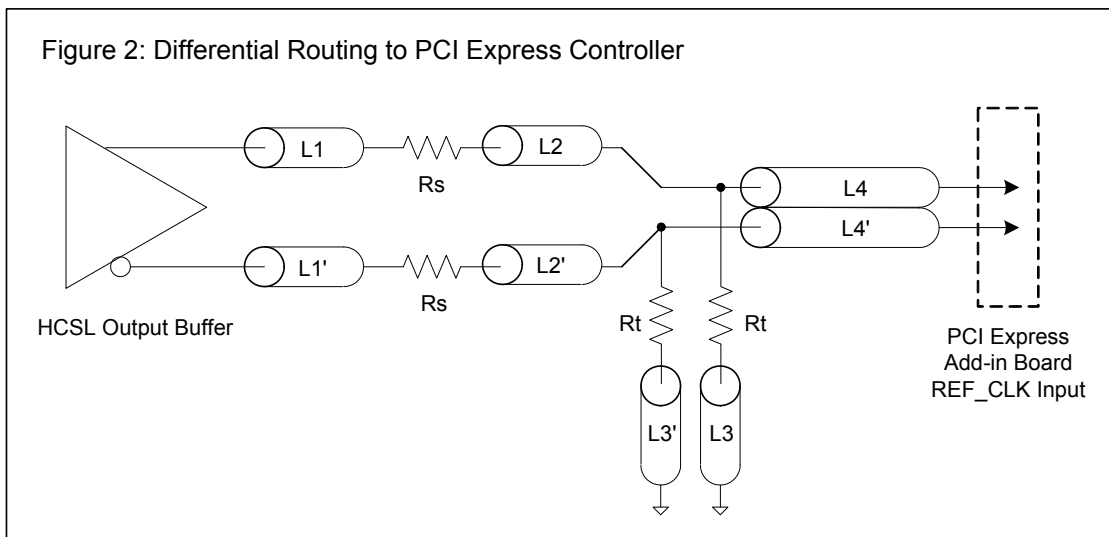 Figure 2: Differential Routing to PCI Express Controller
L1
Rs
L2
L4
L4'
L1'
Rs
L2'
HCSL Output Buffer
Rt
Rt
L3'
L3
PCI Express
Add-in Board
REF_CLK Input